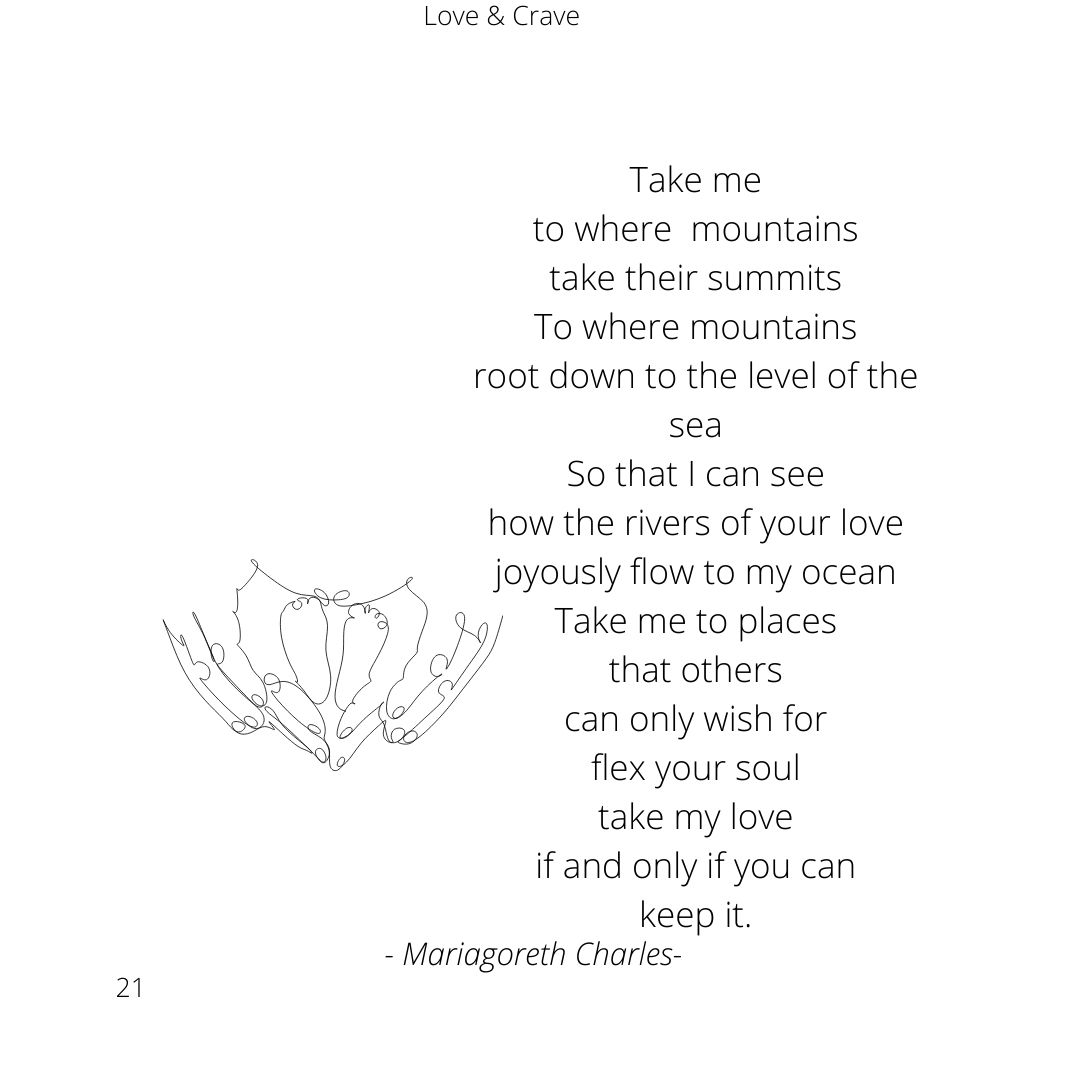 Love & Crave
Take me
to where  mountains
take their summits
To where mountains
root down to the level of the
sea
So that I can see
how the rivers of your love
joyously flow to my ocean
Take me to places
that others
can only wish for
flex your soul
take my love
if and only if you can
keep it.
- Mariagoreth Charles-
21